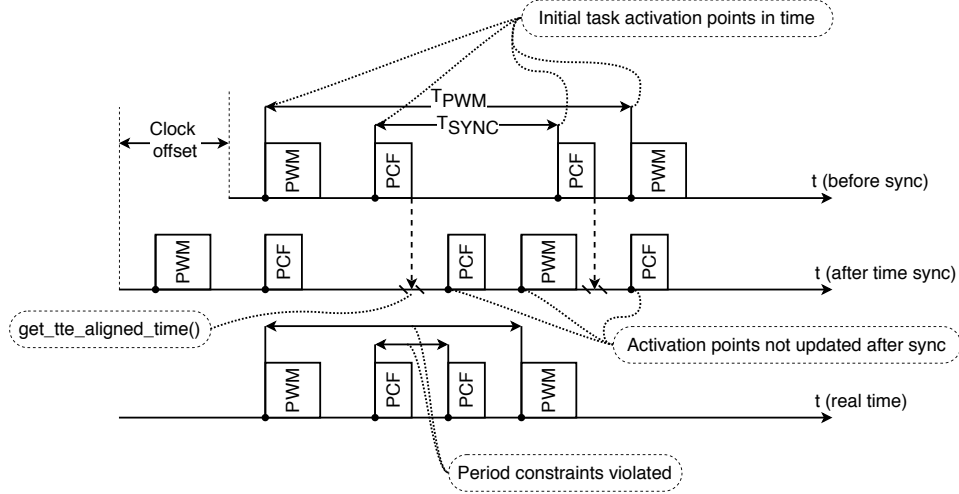 Initial task activation points in time
TPWM
TSYNC
Clock
offset
PWM
PCF
PCF
PWM
t (before sync)
PWM
PCF
PCF
PWM
PCF
t (after time sync)
get_tte_aligned_time()
Activation points not updated after sync
PWM
PCF
PCF
PWM
t (real time)
Period constraints violated